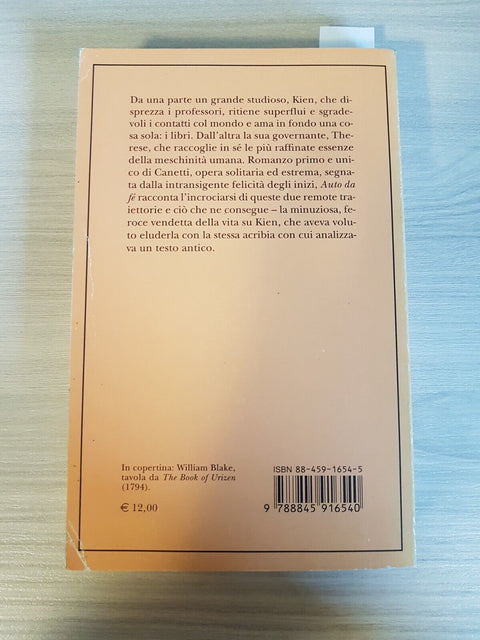 Da una parte un grande studioso, Kien, che di-
sprezza i professori, ritiene superflui e sgrade-
voli i contatti col mondo e ama in fondo una co-
sa sola: i libri. Dall'altra la sua governante, The-
rese, che raccoglie in sé le più raffinate essenze
della meschinità umana. Romanzo primo e uni-
co di Canetti, opera solitaria ed estrema, segna-
ta dalla intransigente felicità degli inizi, Auto da
fé racconta l'incrociarsi di queste due remote tra-
iettorie e ciò che ne consegue – la minuziosa, fe-
roce vendetta della vita su Kien, che aveva volu-
to eluderla con la stessa acribia con cui analizza-
va un testo antico.
In copertina: William Blake,
tavola da The Book of Urizen
(1794).
€ 12,00
ISBN 88-459-1654-5
9 788845 916540